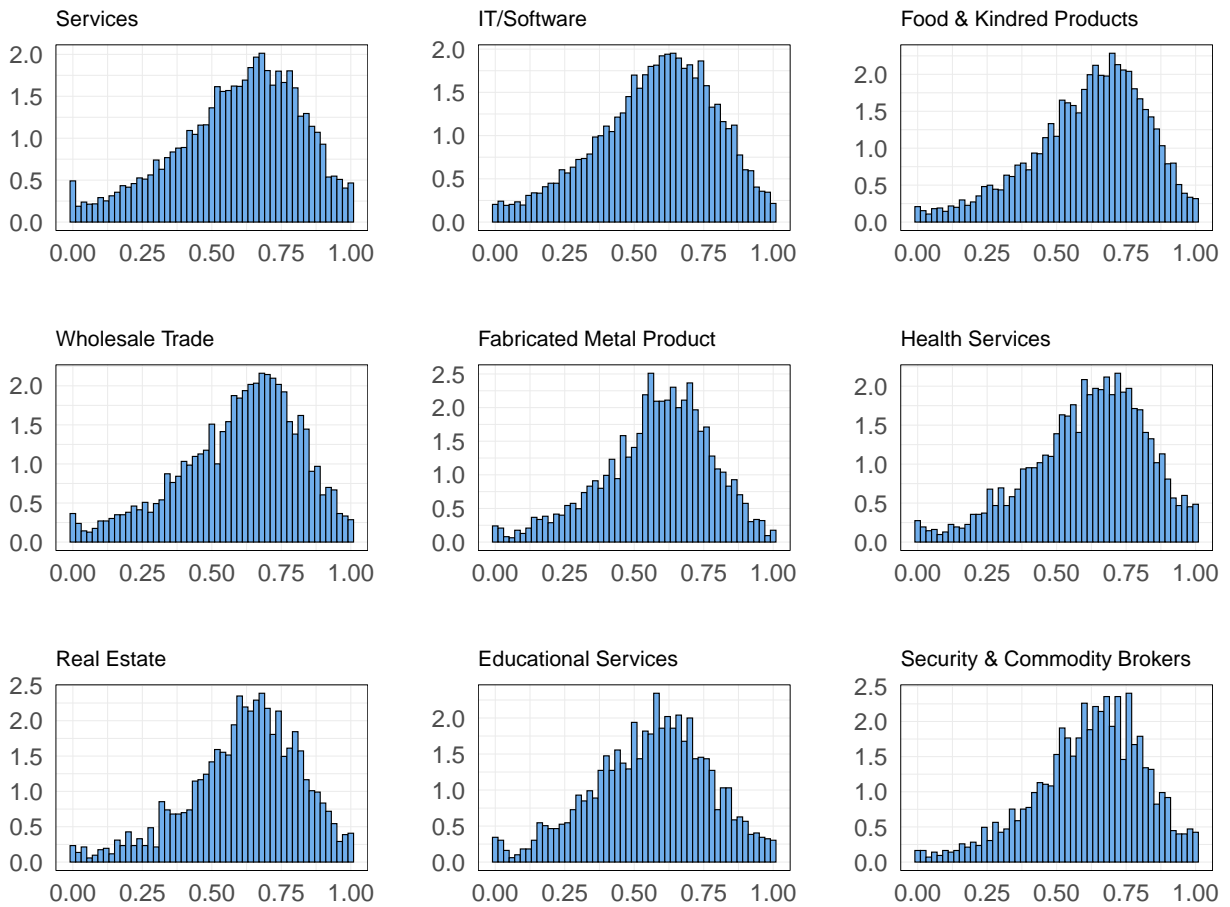 Services
2.0
1.5
1.0
0.5
0.0
0.00 0.25 0.50 0.75 1.00
IT/Software
2.0
1.5
1.0
0.5
0.0
0.00 0.25 0.50 0.75 1.00
Food & Kindred Products
2.0
1.5
1.0
0.5
0.0
0.00 0.25 0.50 0.75 1.00
Wholesale Trade
2.0
1.5
1.0
0.5
0.0
0.00 0.25 0.50 0.75 1.00
Fabricated Metal Product
2.5
2.0
1.5
1.0
0.5
0.0
0.00 0.25 0.50 0.75 1.00
Health Services
2.0
1.5
1.0
0.5
0.0
0.00 0.25 0.50 0.75 1.00
Real Estate
2.5
2.0
1.5
1.0
0.5
0.0
0.00 0.25 0.50 0.75 1.00
Educational Services
2.0
1.5
1.0
0.5
0.0
0.00 0.25 0.50 0.75 1.00
Security & Commodity Brokers
2.5
2.0
1.5
1.0
0.5
0.0
0.00 0.25 0.50 0.75 1.00